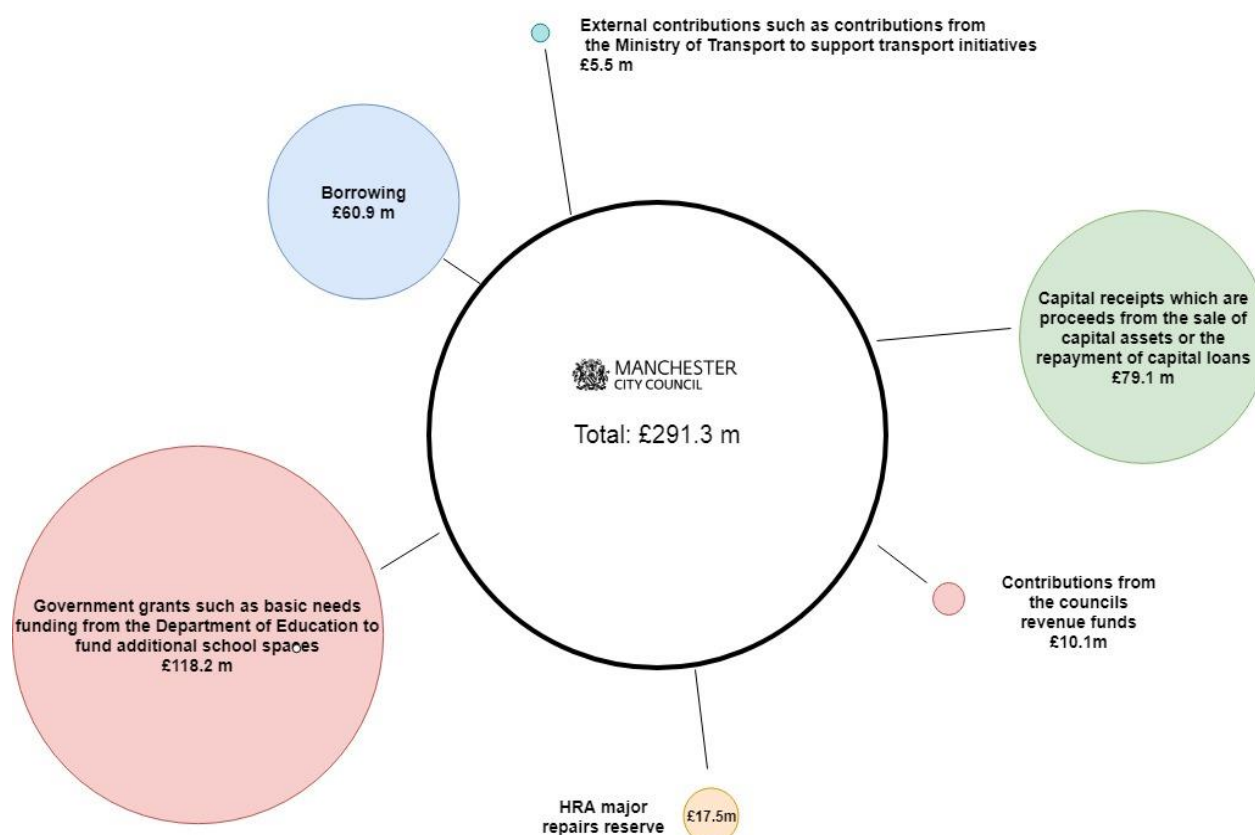 External contributions such as contributions from
the Ministry of Transport to support transport initiatives
£5.5 m
Borrowing
£60.9 m
Capital receipts which are
proceeds from the sale of
capital assets or the
repayment of capital loans
£79.1 m
MANCHESTER
CITY COUNCIL
Total: £291.3 m
Government grants such as basic needs
funding from the Department of Education to
fund additional school spaces
£118.2 m
Contributions from
the councils
revenue funds
£10.1m
HRA major
repairs reserve
£17.5m